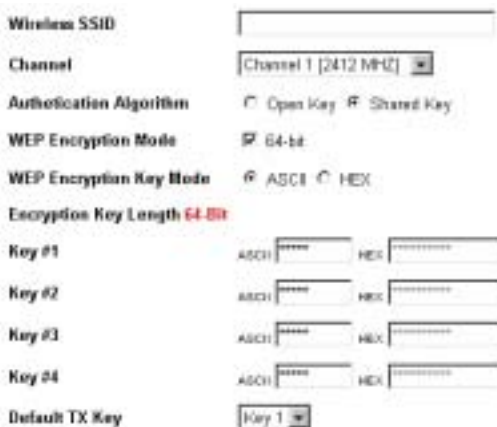 Wireless SSID
Channel Channel 1 [2412 MHZ]
Authetication Algorithm Open Key Shared Key
WEP Encryption Mode 64-bit
WEP Encryption Key Mode ASCII HEX
Encryption Key Length 64-Bit
Key #1 ASCII ***** HEX **********
Key #2 ASCII ***** HEX **********
Key #3 ASCII ***** HEX **********
Key #4 ASCII ***** HEX **********
Default TX Key Key 1